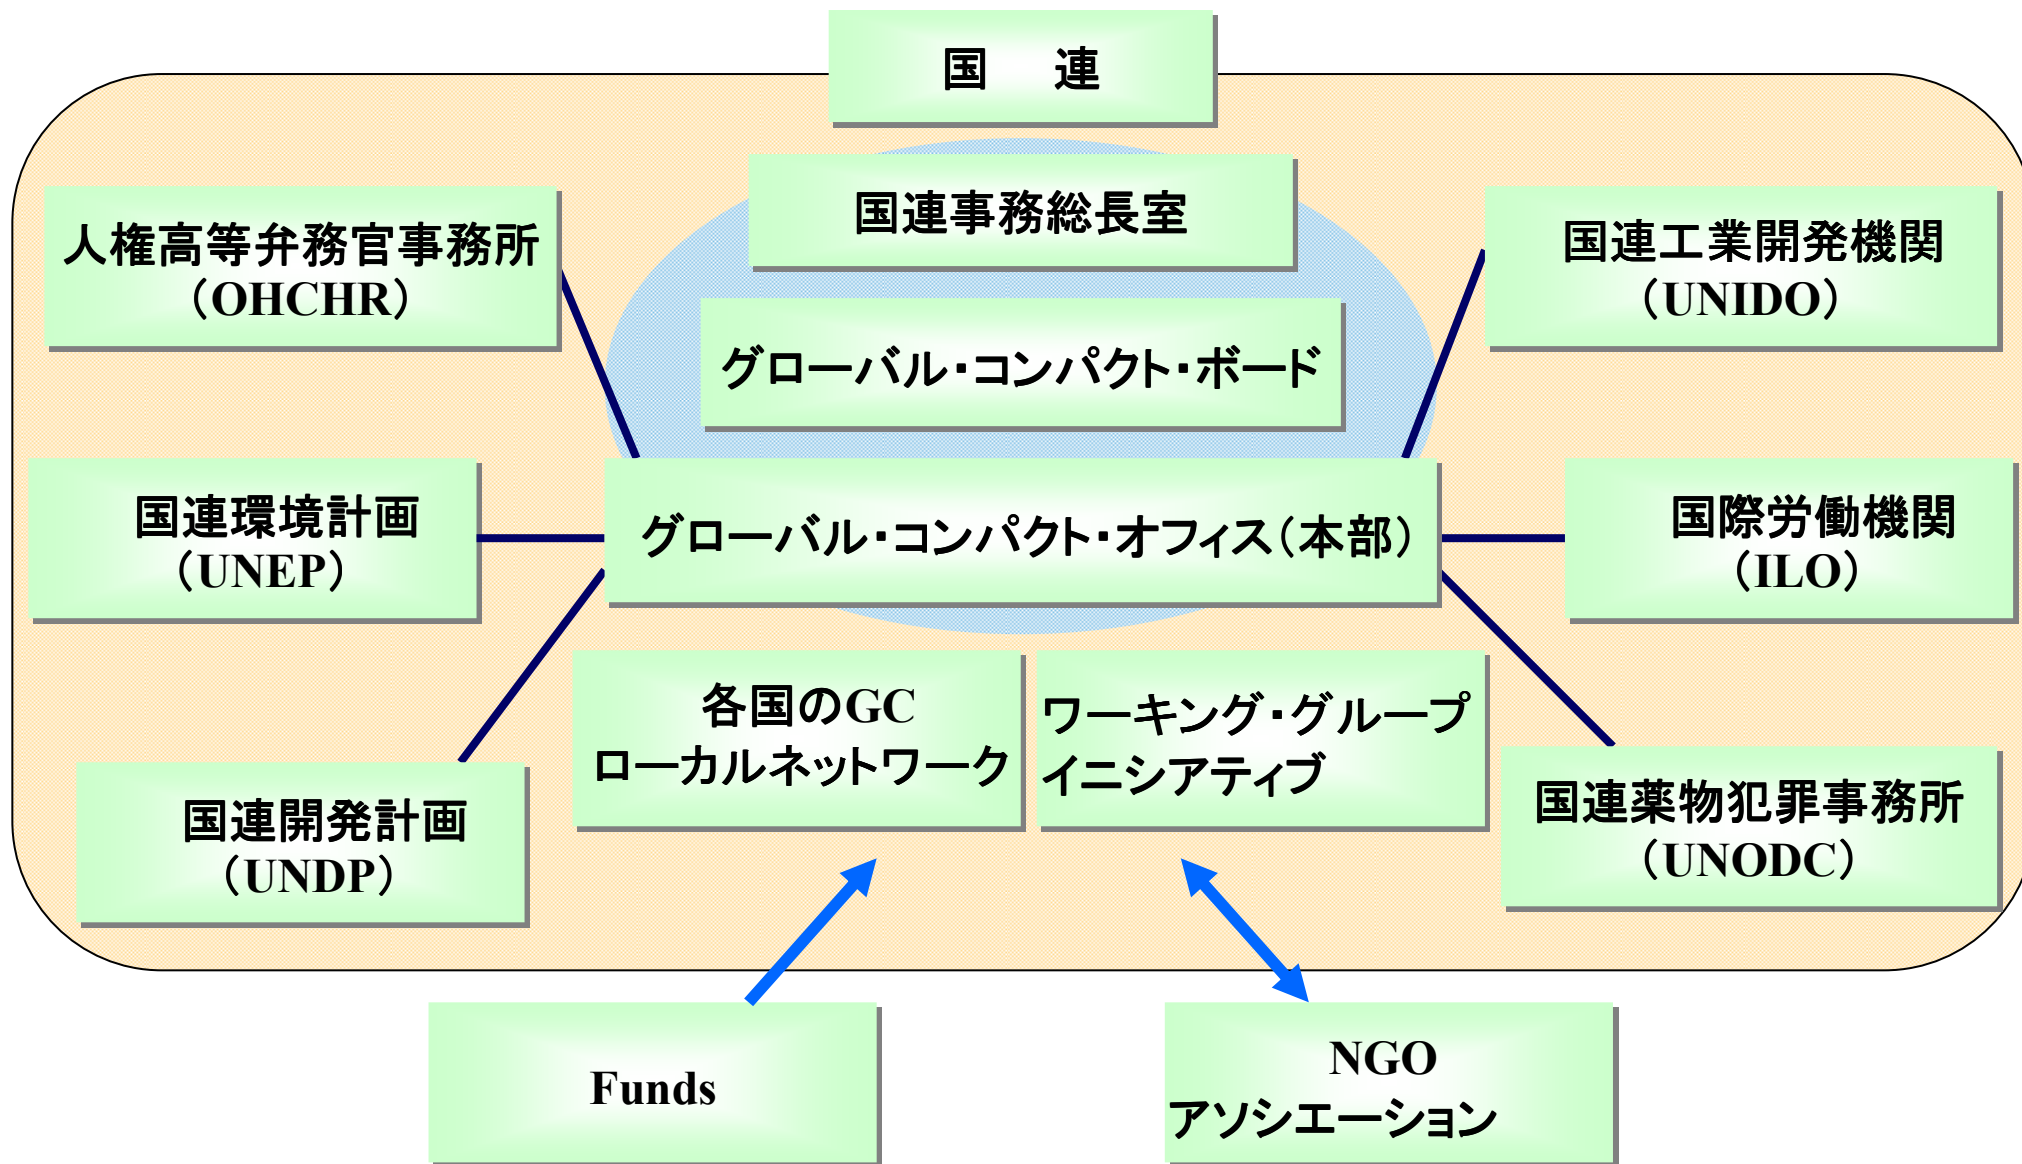 国　連
国連事務総長室
人権高等弁務官事務所
（OHCHR）
国連工業開発機関
（UNIDO）
グローバル・コンパクト・ボード
国連環境計画
（UNEP）
グローバル・コンパクト・オフィス（本部）
国際労働機関
（ILO）
各国のGC
ローカルネットワーク
ワーキング・グループ
イニシアティブ
国連開発計画
（UNDP）
国連薬物犯罪事務所
（UNODC）
Funds
NGO
アソシエーション